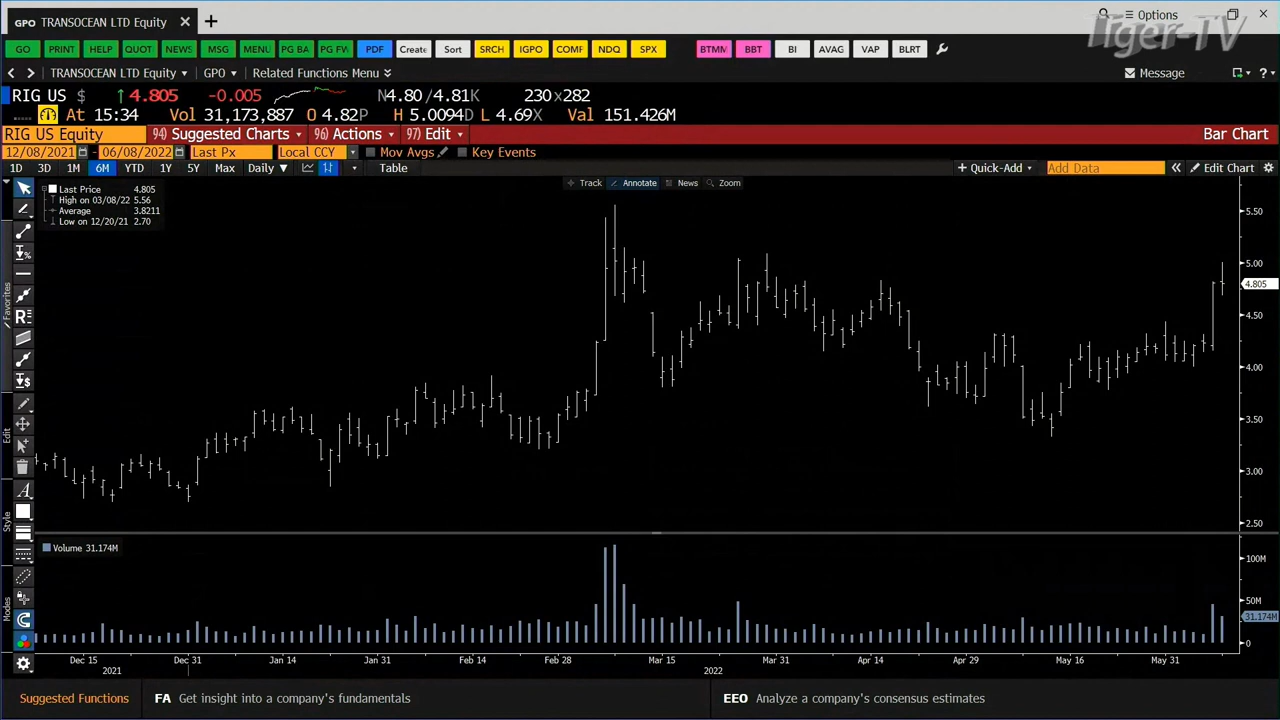 GPO TRANSOCEAN LTD Equity
Options
Tiger-TV
GO PRINT HELP QUOT NEWS MSG MENU PG BA PG FW PDF Create Sort SRCH IGPO COMF NDQ SPX BTMM BBT BI AVAG VAP BLRT
TRANSOCEAN LTD Equity GPO Related Functions Menu Message
RIG US $ ↑ 4.805 -0.005 N4.80 / 4.81K 230 x 282
At 15:34 Vol 31,173,887 O 4.82P H 5.0094D L 4.69X Val 151.426M
RIG US Equity 94) Suggested Charts 96) Actions 97) Edit Bar Chart
12/08/2021 - 06/08/2022 Last Px Local CCY Mov Avgs Key Events
1D 3D 1M 6M YTD 1Y 5Y Max Daily ▼ Table + Quick-Add Add Data « Edit Chart
Track Annotate News Zoom
Last Price 4.805
High on 03/08/22 5.56
Average 3.8211
Low on 12/20/21 2.70
Favorites
Edit
Style
Modes
5.50
5.00
4.805
4.50
4.00
3.50
3.00
2.50
Volume 31.174M
100M
50M
31.174M
0
Dec 15 Dec 31 Jan 14 Jan 31 Feb 14 Feb 28 Mar 15 Mar 31 Apr 14 Apr 29 May 16 May 31
2021 2022
Suggested Functions FA Get insight into a company's fundamentals EEO Analyze a company's consensus estimates